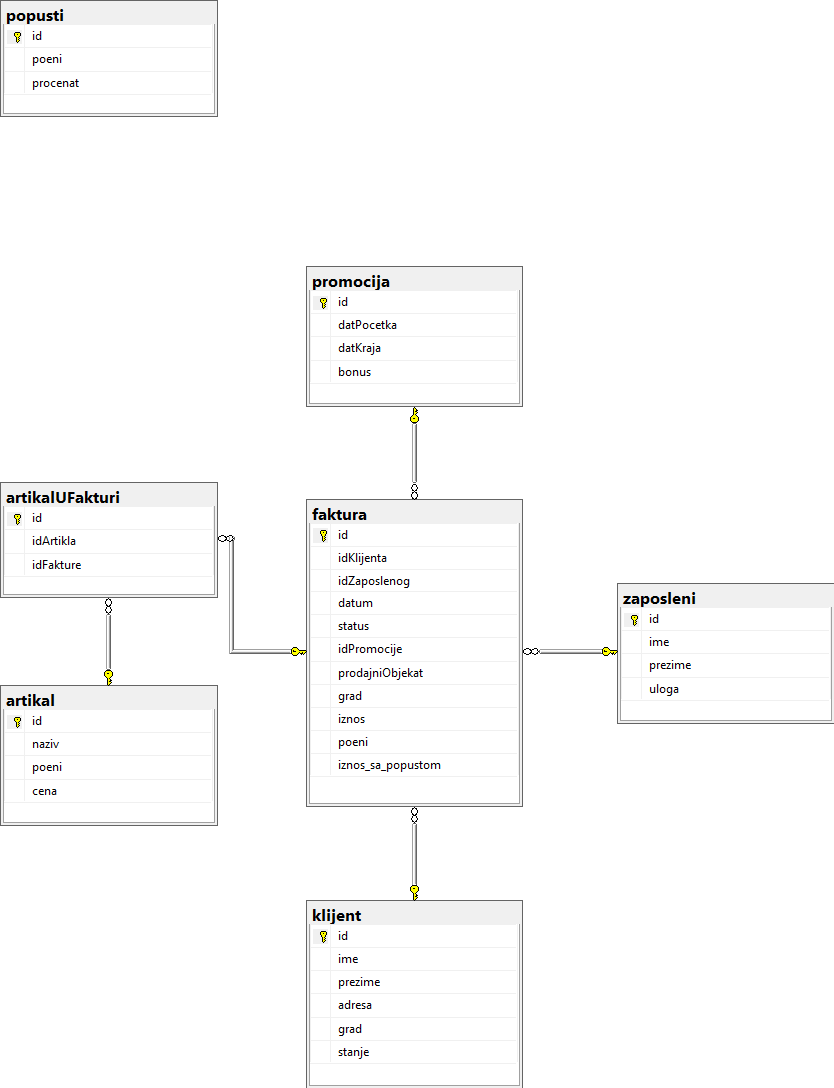 popusti
id
poeni
procenat
promocija
id
datPocetka
datKraja
bonus
artikalUFakturi
id
idArtikla
idFakture
faktura
id
idKlijenta
idZaposlenog
datum
status
idPromocije
prodajniObjekat
grad
iznos
poeni
iznos_sa_popustom
zaposleni
id
ime
prezime
uloga
artikal
id
naziv
poeni
cena
klijent
id
ime
prezime
adresa
grad
stanje